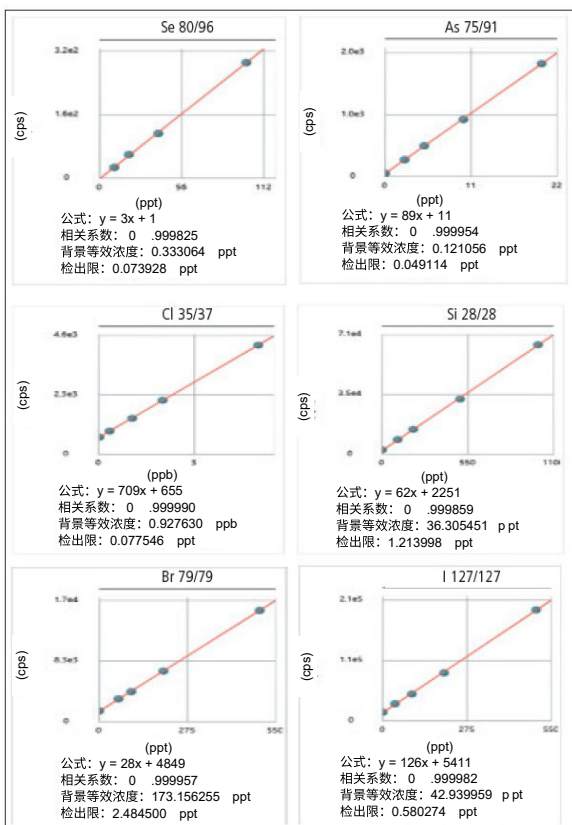 Se 80/96
3.2e2
1.6e2
0
(cps)
0 56 112
(ppt)
公式：y = 3x + 1
相关系数：0 .999825
背景等效浓度：0.333064 ppt
检出限：0.073928 ppt
As 75/91
2.0e3
1.0e3
0
(cps)
0 11 22
(ppt)
公式：y = 89x + 11
相关系数：0 .999954
背景等效浓度：0.121056 ppt
检出限：0.049114 ppt
Cl 35/37
4.6e3
2.3e3
0
(cps)
0 3
(ppb)
公式：y = 709x + 655
相关系数：0 .999990
背景等效浓度：0.927630 ppb
检出限：0.077546 ppt
Si 28/28
7.1e4
3.5e4
0
(cps)
0 550 110
(ppt)
公式：y = 62x + 2251
相关系数：0 .999859
背景等效浓度：36.305451 p pt
检出限：1.213998 ppt
Br 79/79
1.7e4
8.5e3
0
(cps)
0 275 550
(ppt)
公式：y = 28x + 4849
相关系数：0 .999957
背景等效浓度：173.156255 ppt
检出限：2.484500 ppt
I 127/127
2.1e5
1.1e5
0
(cps)
0 275 550
(ppt)
公式：y = 126x + 5411
相关系数：0 .999982
背景等效浓度：42.939959 p pt
检出限：0.580274 ppt